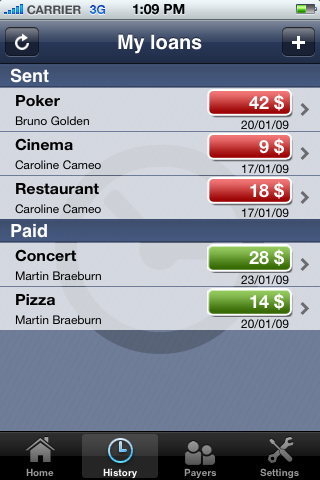 CARRIER 3G 1:09 PM
My loans
Sent
Poker 42 $
Bruno Golden 20/01/09
Cinema 9 $
Caroline Cameo 17/01/09
Restaurant 18 $
Caroline Cameo 17/01/09
Paid
Concert 28 $
Martin Braeburn 23/01/09
Pizza 14 $
Martin Braeburn 20/01/09
Home History Payers Settings